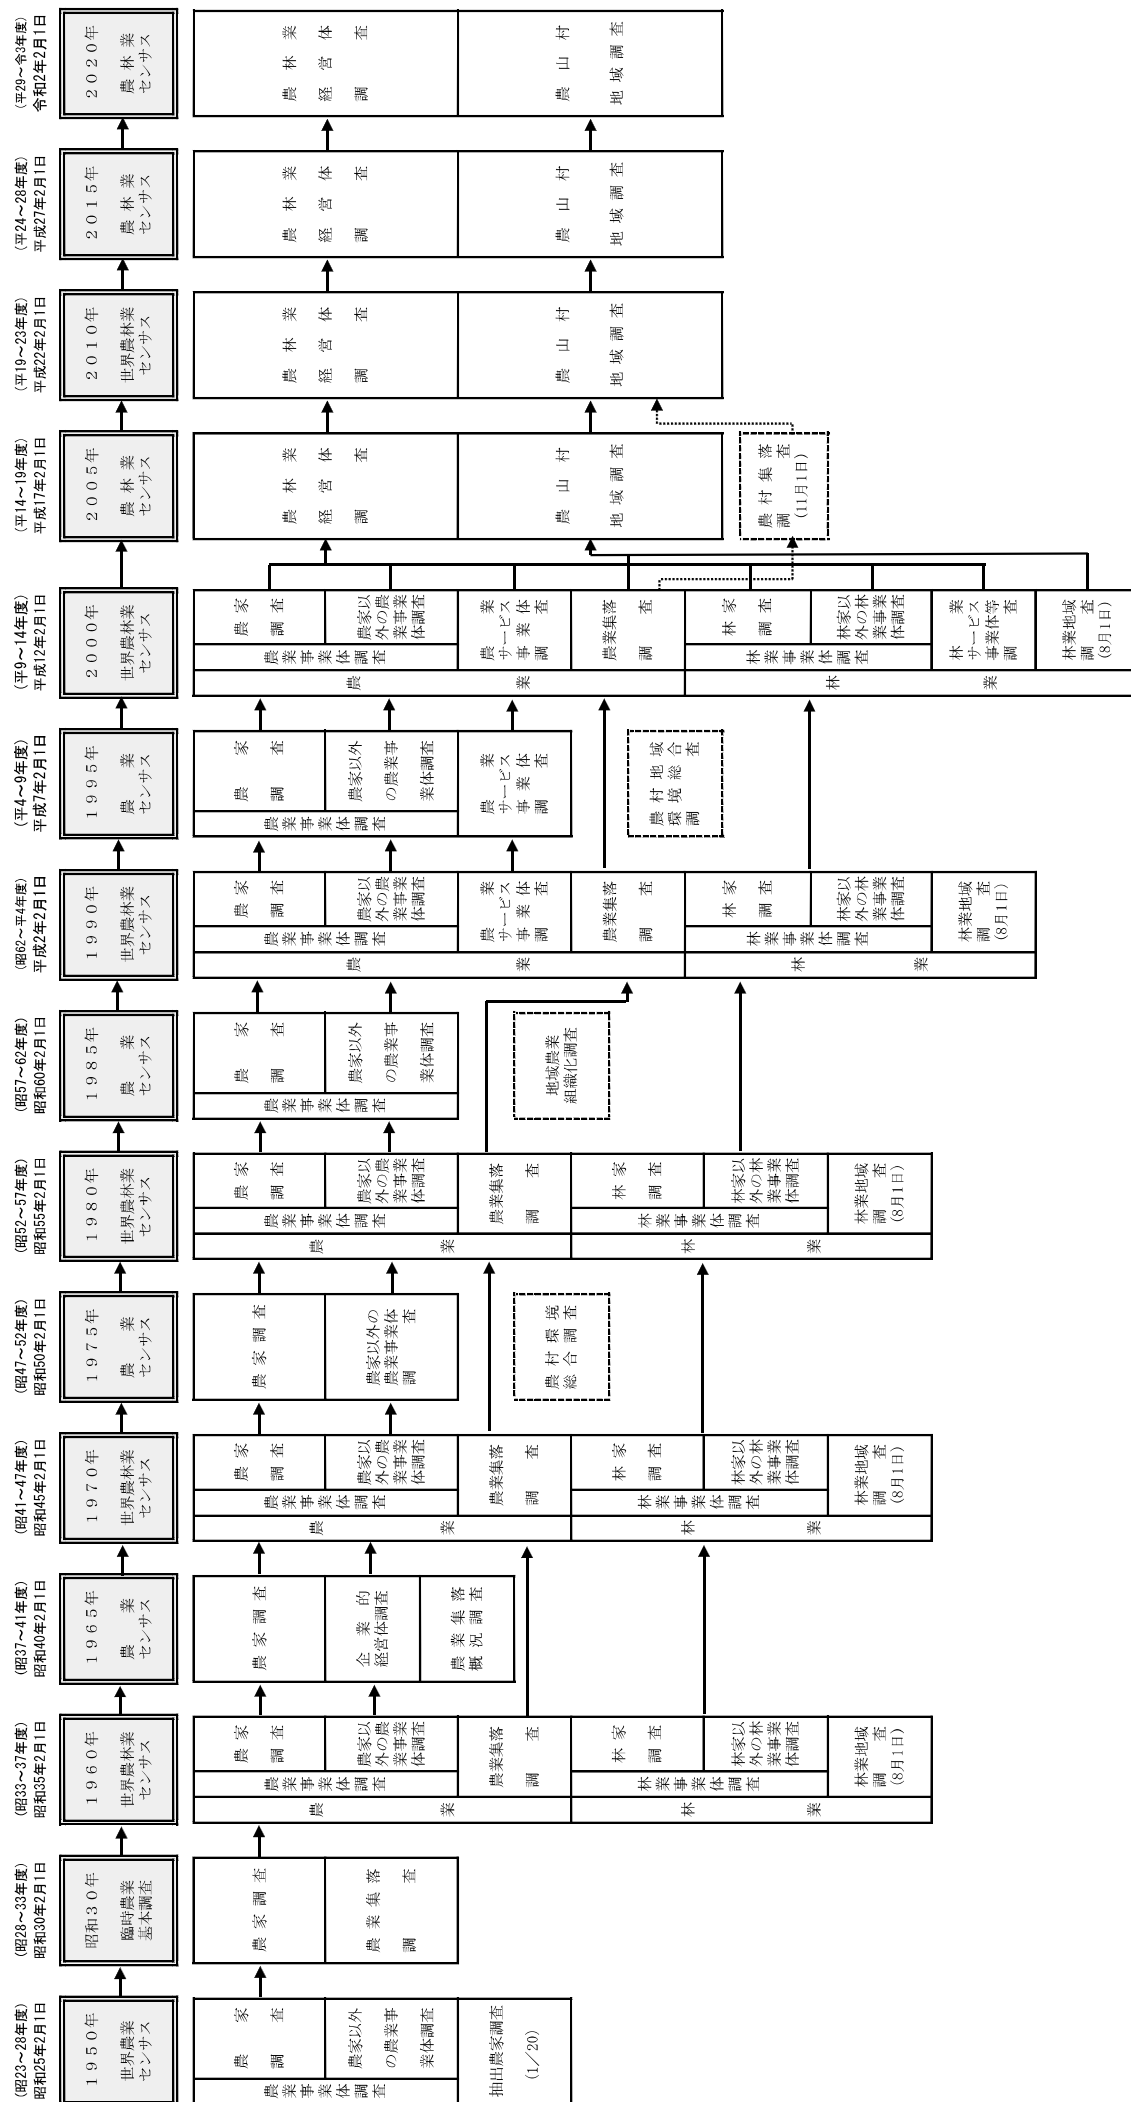 (昭23～28年度)
昭和25年2月1日
1950年
世界農業
センサス
農業事業体調査
農家
調査
農家以外
の農業事
業体調査
抽出農家調査
(1／20)
(昭28～33年度)
昭和30年2月1日
昭和30年
臨時農業
基本調査
農家調査
農業集落
調査
(昭33～37年度)
昭和35年2月1日
1960年
世界農林業
センサス
農業
農業事業体調査
農家
調査
農家以
外の農
業事業
体調査
農業集落
調査
林業
林業事業体調査
林家
調査
林家以
外の林
業事業
体調査
林業地域
調査
(8月1日)
(昭37～41年度)
昭和40年2月1日
1965年
農業
センサス
農家調査
企業的
経営体調査
農業集落
概況調査
(昭41～47年度)
昭和45年2月1日
1970年
世界農林業
センサス
農業
農業事業体調査
農家
調査
農家以
外の農
業事業
体調査
農業集落
調査
林業
林業事業体調査
林家
調査
林家以
外の林
業事業
体調査
林業地域
調査
(8月1日)
(昭47～52年度)
昭和50年2月1日
1975年
農業
センサス
農家調査
農家以外の
農業事業体
調査
農村環境
総合調査
(昭52～57年度)
昭和55年2月1日
1980年
世界農林業
センサス
農業
農業事業体調査
農家
調査
農家以
外の農
業事業
体調査
農業集落
調査
林業
林業事業体調査
林家
調査
林家以
外の林
業事業
体調査
林業地域
調査
(8月1日)
(昭57～62年度)
昭和60年2月1日
1985年
農業
センサス
農業事業体調査
農家
調査
農家以外
の農業事
業体調査
地域農業
組織化調査
(昭62～平4年度)
平成2年2月1日
1990年
世界農林業
センサス
農業
農業事業体調査
農家
調査
農家以
外の農
業事業
体調査
農業
サービス
事業体
調査
農業集落
調査
林業
林業事業体調査
林家
調査
林家以
外の林
業事業
体調査
林業地域
調査
(8月1日)
(平4～9年度)
平成7年2月1日
1995年
農業
センサス
農業事業体調査
農家
調査
農家以外
の農業事
業体調査
農業
サービス
事業体
調査
農村地域
環境総合
調査
(平9～14年度)
平成12年2月1日
2000年
世界農林業
センサス
農業
農業事業体調査
農家
調査
農家以
外の農
業事業
体調査
農業
サービス
事業体
調査
農業集落
調査
林業
林業事業体調査
林家
調査
林家以
外の林
業事業
体調査
林業
サービス
事業体等
調査
林業地域
調査
(8月1日)
(平14～19年度)
平成17年2月1日
2005年
農林業
センサス
農林業
経営体
調査
農山村
地域調査
農村集落
調査
(11月1日)
(平19～23年度)
平成22年2月1日
2010年
世界農林業
センサス
農林業
経営体
調査
農山村
地域調査
(平24～28年度)
平成27年2月1日
2015年
農林業
センサス
農林業
経営体
調査
農山村
地域調査
(平29～令3年度)
令和2年2月1日
2020年
農林業
センサス
農林業
経営体
調査
農山村
地域調査